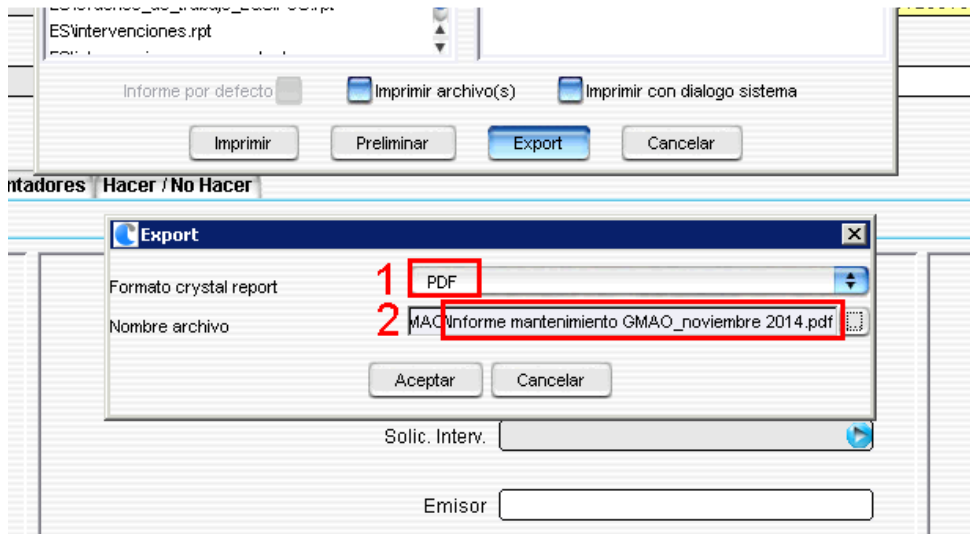 ES\intervenciones.rpt
Informe por defecto Imprimir archivo(s) Imprimir con dialogo sistema
Imprimir Preliminar Export Cancelar
ntadores Hacer / No Hacer
Export
Formato crystal report 1 PDF
Nombre archivo 2 MAO\Informe mantenimiento GMAO_noviembre 2014.pdf
Aceptar Cancelar
Solic. Interv.
Emisor